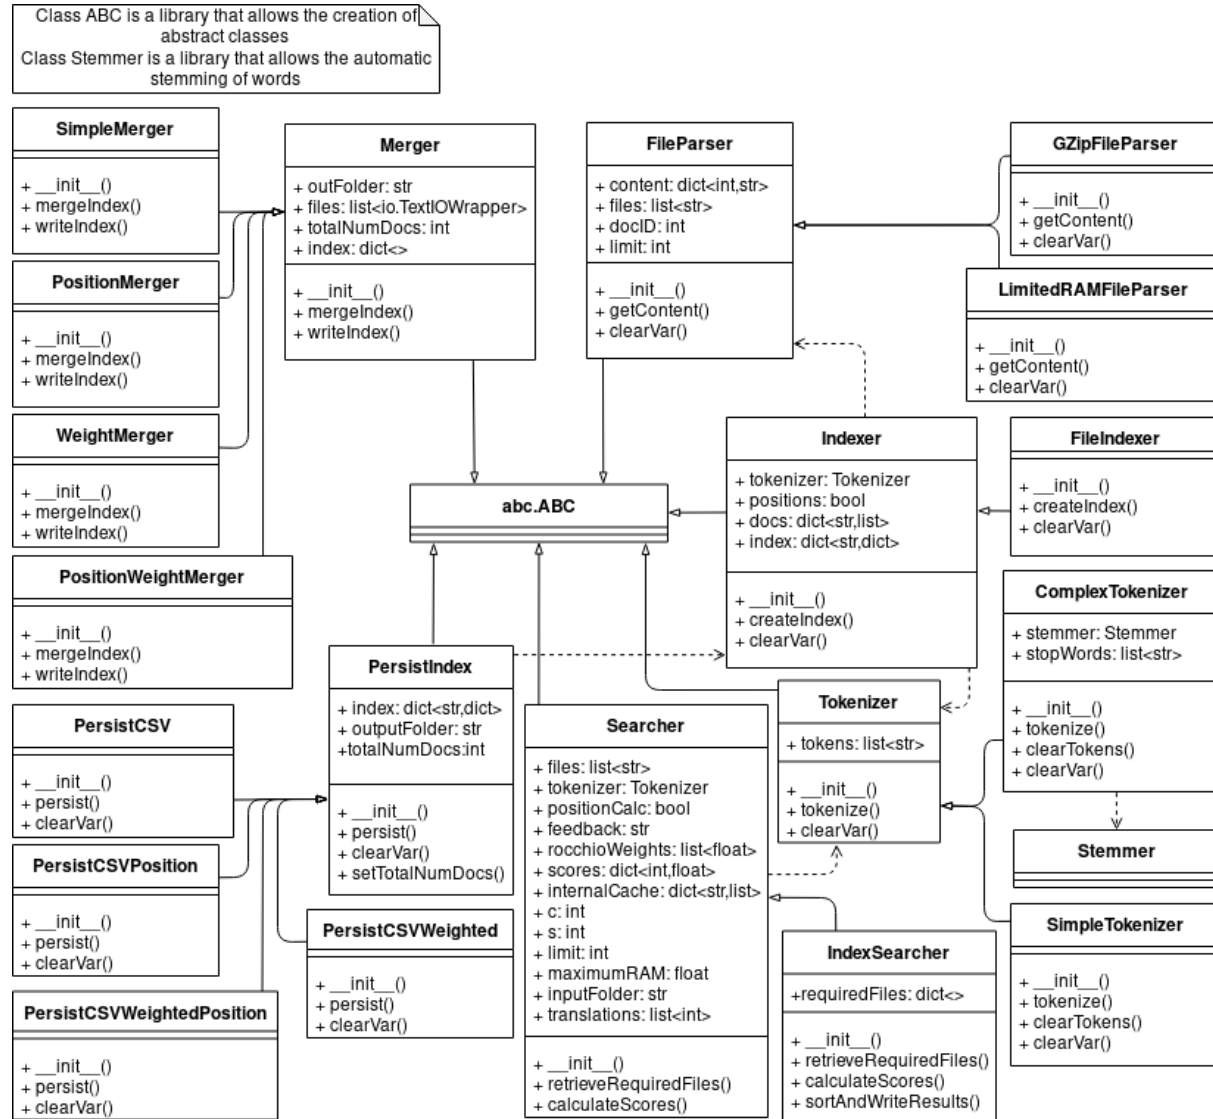 Class ABC is a library that allows the creation of
abstract classes
Class Stemmer is a library that allows the automatic
stemming of words
SimpleMerger
+ __init__()
+ mergeIndex()
+ writeIndex()
PositionMerger
+ __init__()
+ mergeIndex()
+ writeIndex()
WeightMerger
+ __init__()
+ mergeIndex()
+ writeIndex()
PositionWeightMerger
+ __init__()
+ mergeIndex()
+ writeIndex()
Merger
+ outFolder: str
+ files: list<io.TextIOWrapper>
+ totalNumDocs: int
+ index: dict<>
+ __init__()
+ mergeIndex()
+ writeIndex()
FileParser
+ content: dict<int,str>
+ files: list<str>
+ docID: int
+ limit: int
+ __init__()
+ getContent()
+ clearVar()
GZipFileParser
+ __init__()
+ getContent()
+ clearVar()
LimitedRAMFileParser
+ __init__()
+ getContent()
+ clearVar()
abc.ABC
Indexer
+ tokenizer: Tokenizer
+ positions: bool
+ docs: dict<str,list>
+ index: dict<str,dict>
+ __init__()
+ createIndex()
+ clearVar()
FileIndexer
+ __init__()
+ createIndex()
+ clearVar()
ComplexTokenizer
+ stemmer: Stemmer
+ stopWords: list<str>
+ __init__()
+ tokenize()
+ clearTokens()
+ clearVar()
Stemmer
SimpleTokenizer
+ __init__()
+ tokenize()
+ clearTokens()
+ clearVar()
Tokenizer
+ tokens: list<str>
+ __init__()
+ tokenize()
+ clearVar()
PersistIndex
+ index: dict<str,dict>
+ outputFolder: str
+totalNumDocs:int
+ __init__()
+ persist()
+ clearVar()
+ setTotalNumDocs()
PersistCSV
+ __init__()
+ persist()
+ clearVar()
PersistCSVPosition
+ __init__()
+ persist()
+ clearVar()
PersistCSVWeightedPosition
+ __init__()
+ persist()
+ clearVar()
PersistCSVWeighted
+ __init__()
+ persist()
+ clearVar()
Searcher
+ files: list<str>
+ tokenizer: Tokenizer
+ positionCalc: bool
+ feedback: str
+ rocchioWeights: list<float>
+ scores: dict<int,float>
+ internalCache: dict<str,list>
+ c: int
+ s: int
+ limit: int
+ maximumRAM: float
+ inputFolder: str
+ translations: list<int>
+ __init__()
+ retrieveRequiredFiles()
+ calculateScores()
IndexSearcher
+requiredFiles: dict<>
+ __init__()
+ retrieveRequiredFiles()
+ calculateScores()
+ sortAndWriteResults()